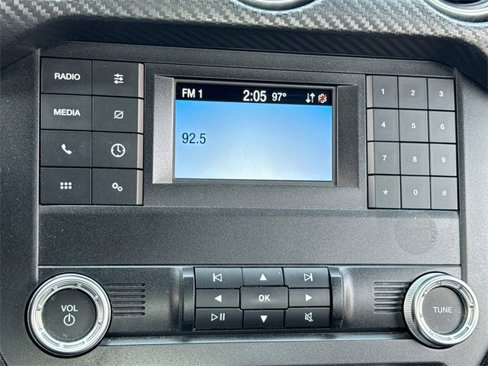 RADIO
MEDIA
FM 1 2:05 97°
92.5
1 2 3
4 5 6
7 8 9
* 0 #
VOL
OK
TUNE